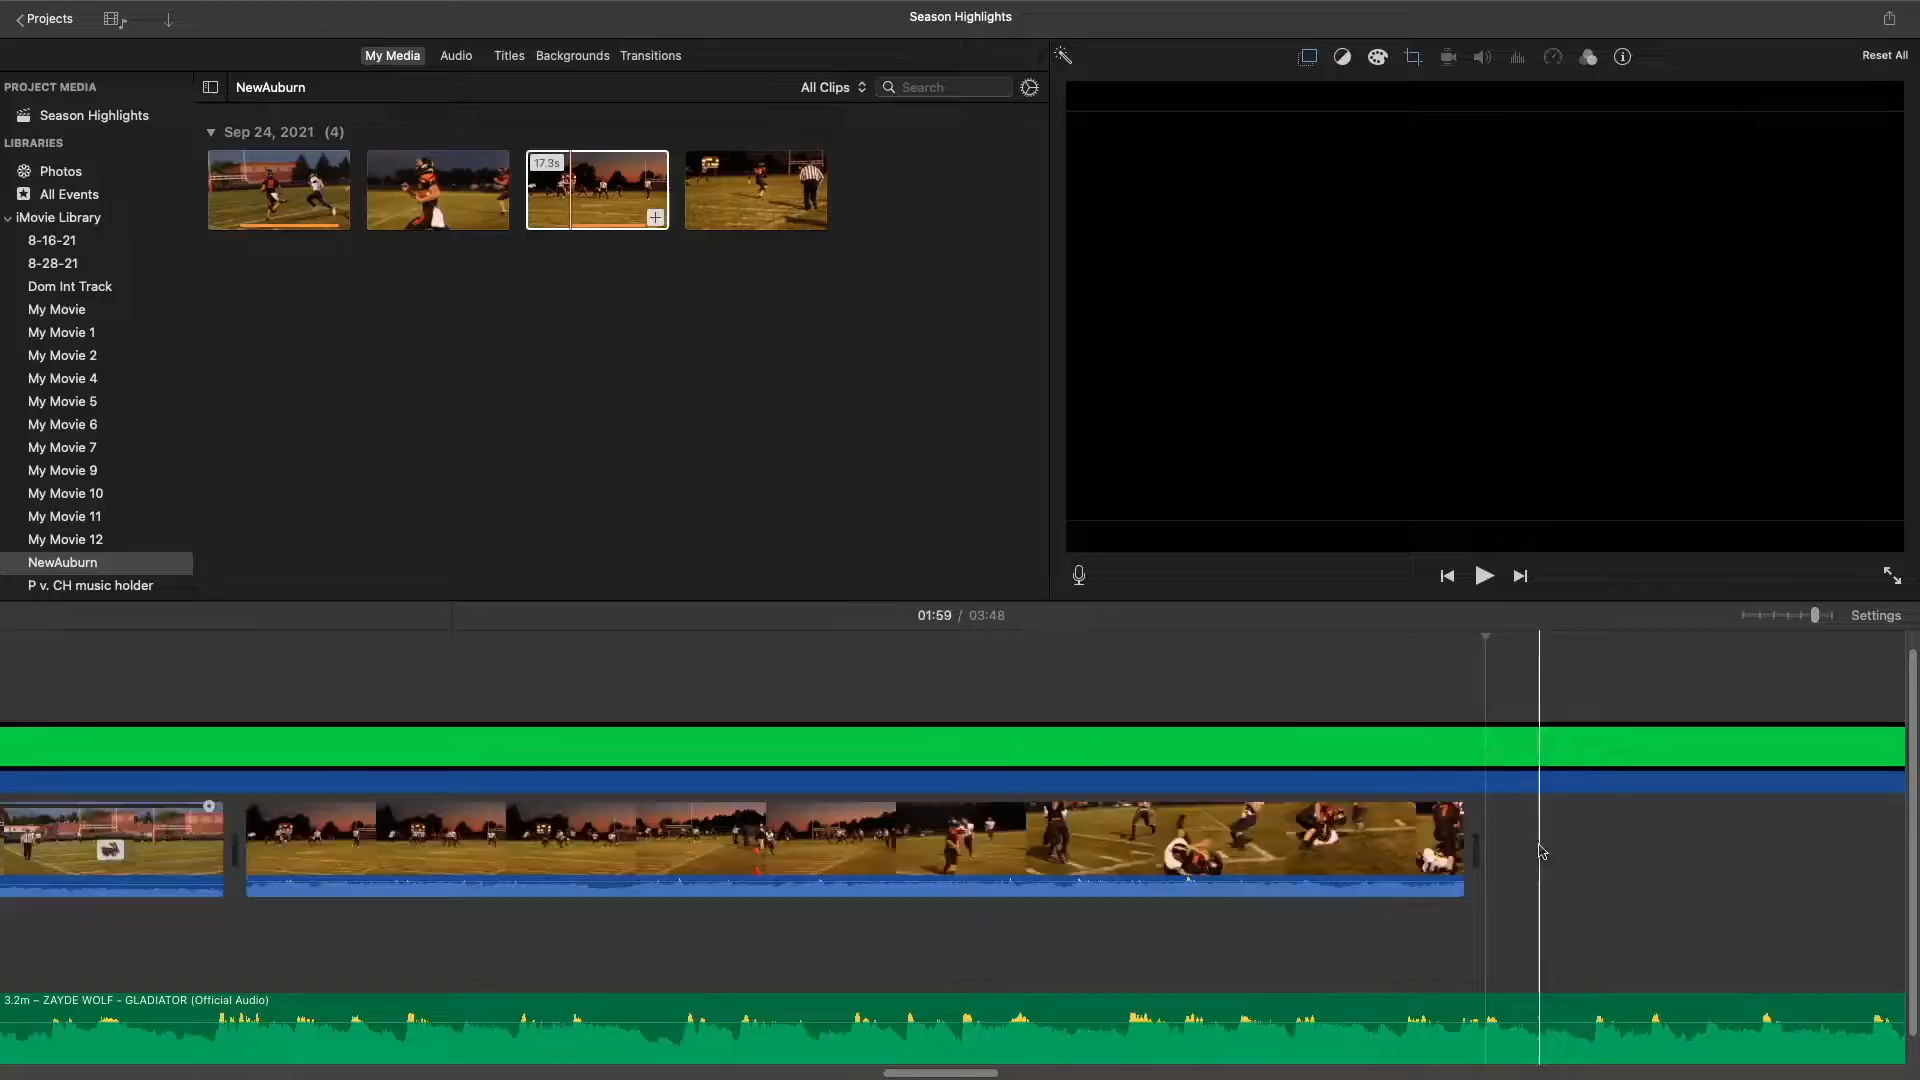 Projects
Season Highlights
My Media
Audio
Titles
Backgrounds
Transitions
Reset All
PROJECT MEDIA
Season Highlights
LIBRARIES
Photos
All Events
iMovie Library
8-16-21
8-28-21
Dom Int Track
My Movie
My Movie 1
My Movie 2
My Movie 4
My Movie 5
My Movie 6
My Movie 7
My Movie 9
My Movie 10
My Movie 11
My Movie 12
NewAuburn
P v. CH music holder
NewAuburn
All Clips
Search
Sep 24, 2021 (4)
17.3s
01:59 / 03:48
Settings
3.2m – ZAYDE WOLF - GLADIATOR (Official Audio)